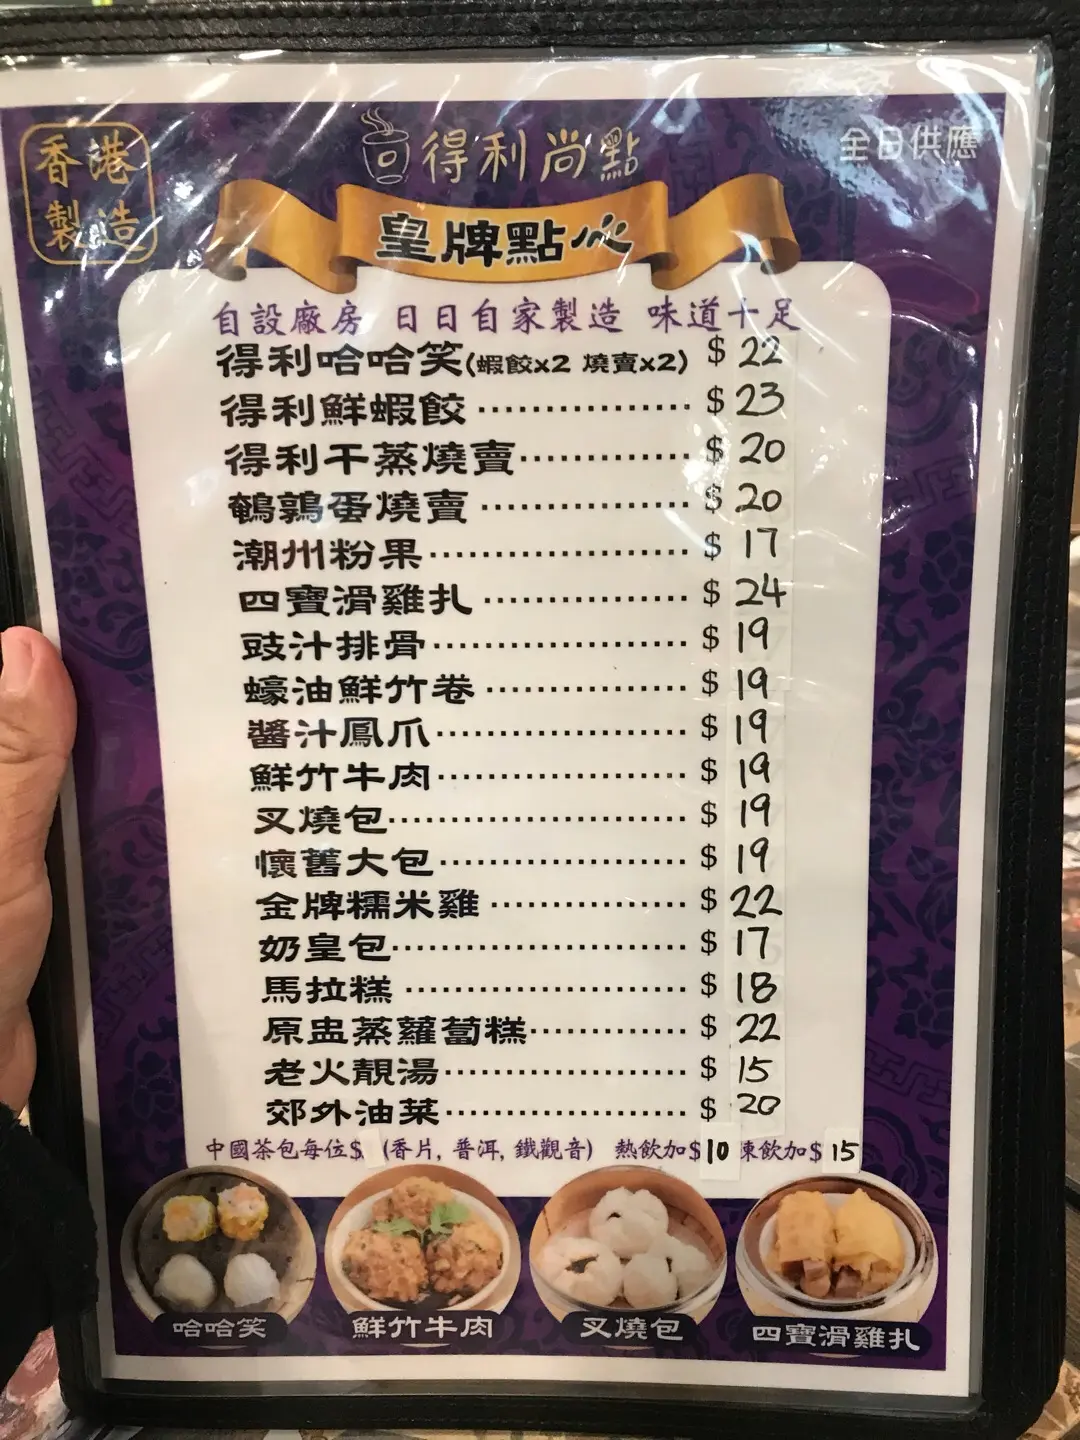 香港
製造
得利尚點
全日供應
皇牌點心
自設廠房 日日自家製造 味道十足
得利哈哈笑(蝦餃x2 燒賣x2) $ 22
得利鮮蝦餃 ................ $ 23
得利干蒸燒賣 ............. $ 20
鵪鶉蛋燒賣 ................ $ 20
潮州粉果 .................... $ 17
四寶滑雞扎 ................ $ 24
豉汁排骨 .................... $ 19
蠔油鮮竹卷 ................ $ 19
醬汁鳳爪 .................... $ 19
鮮竹牛肉 .................... $ 19
叉燒包 ....................... $ 19
懷舊大包 .................... $ 19
金牌糯米雞 ................ $ 22
奶皇包 ....................... $ 17
馬拉糕 ....................... $ 18
原盅蒸蘿蔔糕 ............. $ 22
老火靚湯 .................... $ 15
郊外油菜 .................... $ 20
中國茶包每位$ (香片, 普洱, 鐵觀音) 熱飲加$10 凍飲加$15
哈哈笑
鮮竹牛肉
叉燒包
四寶滑雞扎